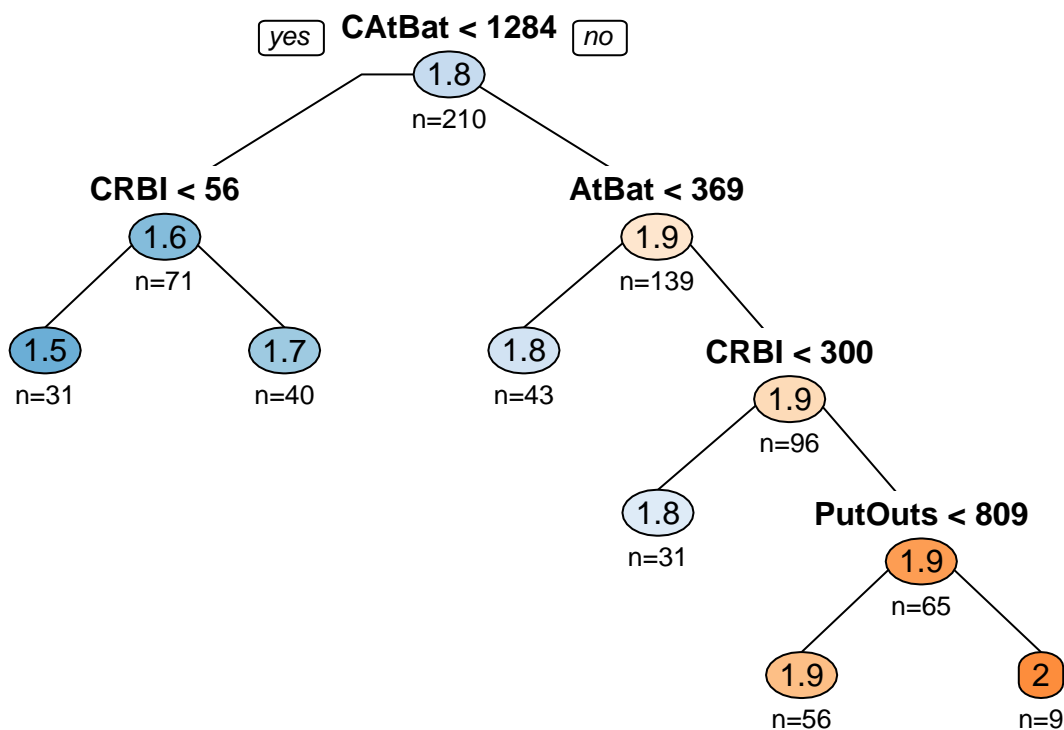 yes CAtBat < 1284 no
1.8
n=210
CRBI < 56 AtBat < 369
1.6 1.9
n=71 n=139
1.5 1.7 1.8 CRBI < 300
n=31 n=40 n=43 1.9
n=96
1.8 PutOuts < 809
n=31 1.9
n=65
1.9 2
n=56 n=9